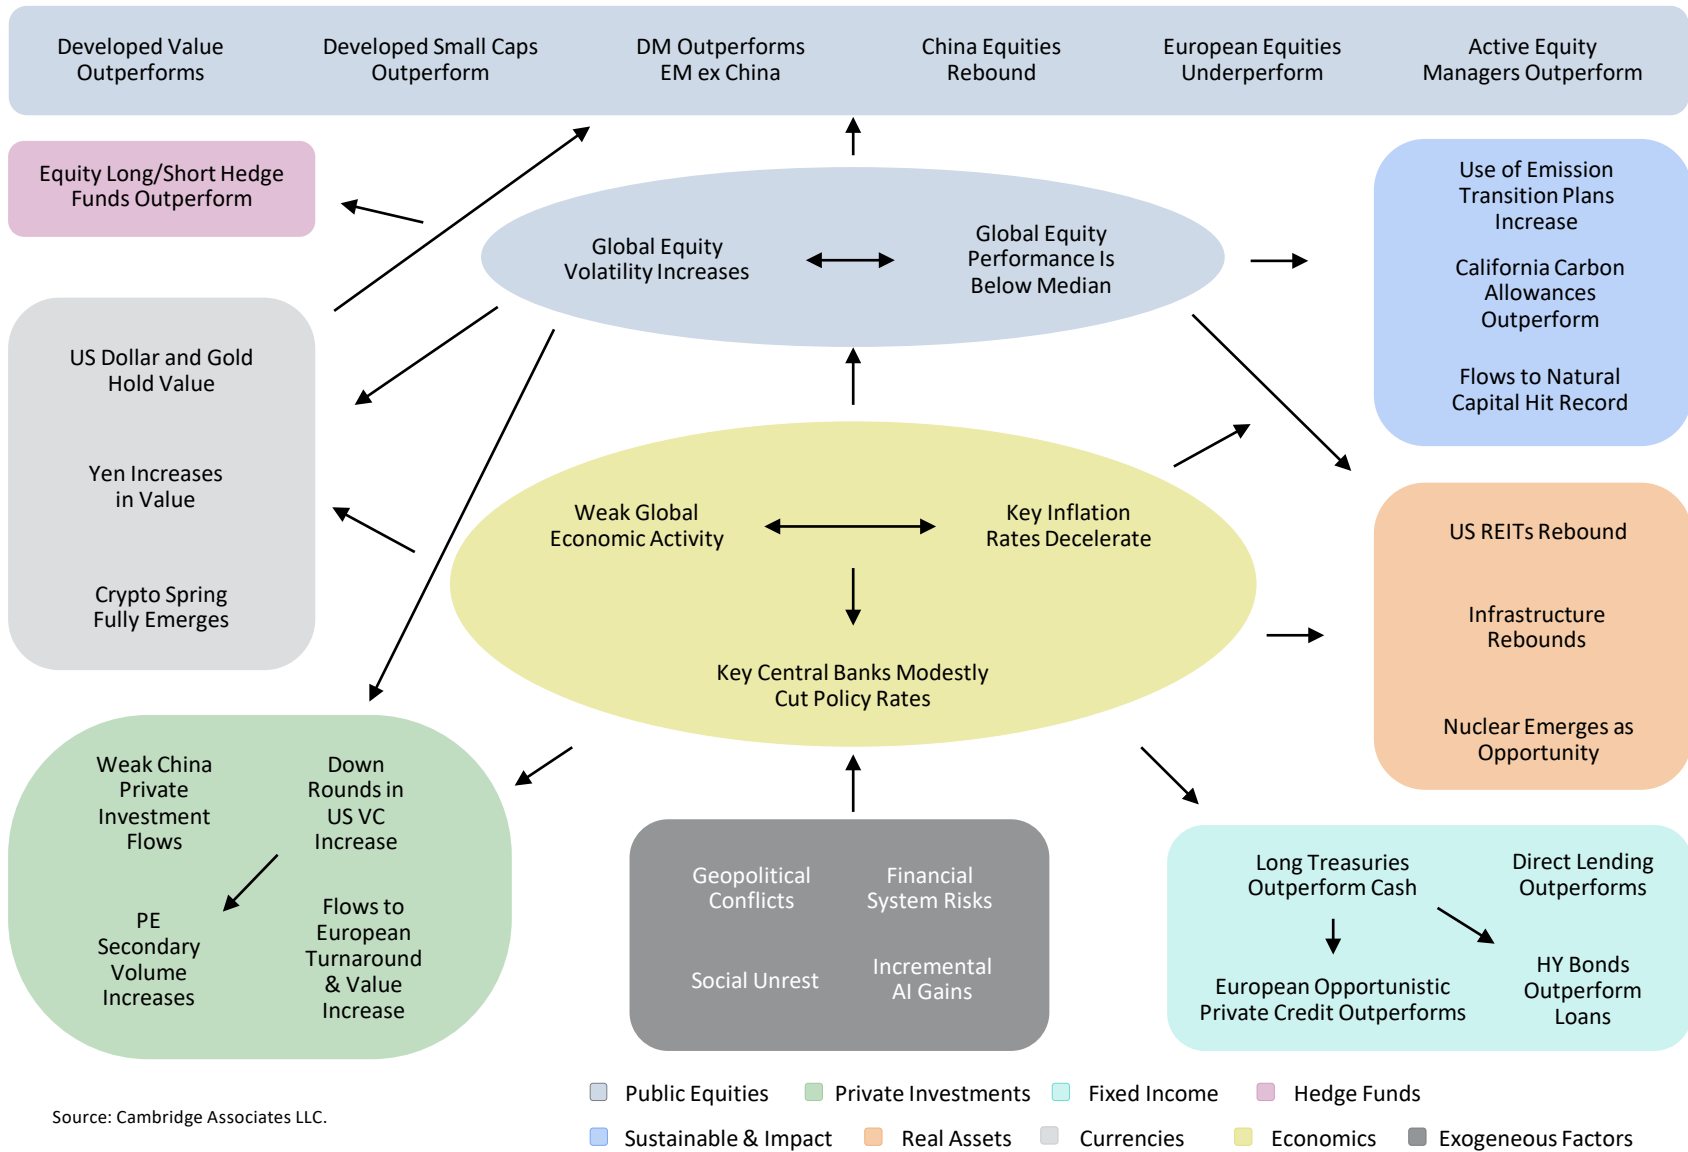 Developed Value
Outperforms
Developed Small Caps
Outperform
DM Outperforms
EM ex China
China Equities
Rebound
European Equities
Underperform
Active Equity
Managers Outperform
Equity Long/Short Hedge
Funds Outperform
Global Equity
Volatility Increases
Global Equity
Performance Is
Below Median
Use of Emission
Transition Plans
Increase
California Carbon
Allowances
Outperform
Flows to Natural
Capital Hit Record
US Dollar and Gold
Hold Value
Yen Increases
in Value
Crypto Spring
Fully Emerges
Weak Global
Economic Activity
Key Inflation
Rates Decelerate
Key Central Banks Modestly
Cut Policy Rates
US REITs Rebound
Infrastructure
Rebounds
Nuclear Emerges as
Opportunity
Weak China
Private
Investment
Flows
Down
Rounds in
US VC
Increase
PE
Secondary
Volume
Increases
Flows to
European
Turnaround
& Value
Increase
Geopolitical
Conflicts
Financial
System Risks
Social Unrest
Incremental
AI Gains
Long Treasuries
Outperform Cash
Direct Lending
Outperforms
European Opportunistic
Private Credit Outperforms
HY Bonds
Outperform
Loans
Public Equities
Private Investments
Fixed Income
Hedge Funds
Sustainable & Impact
Real Assets
Currencies
Economics
Exogeneous Factors
Source: Cambridge Associates LLC.